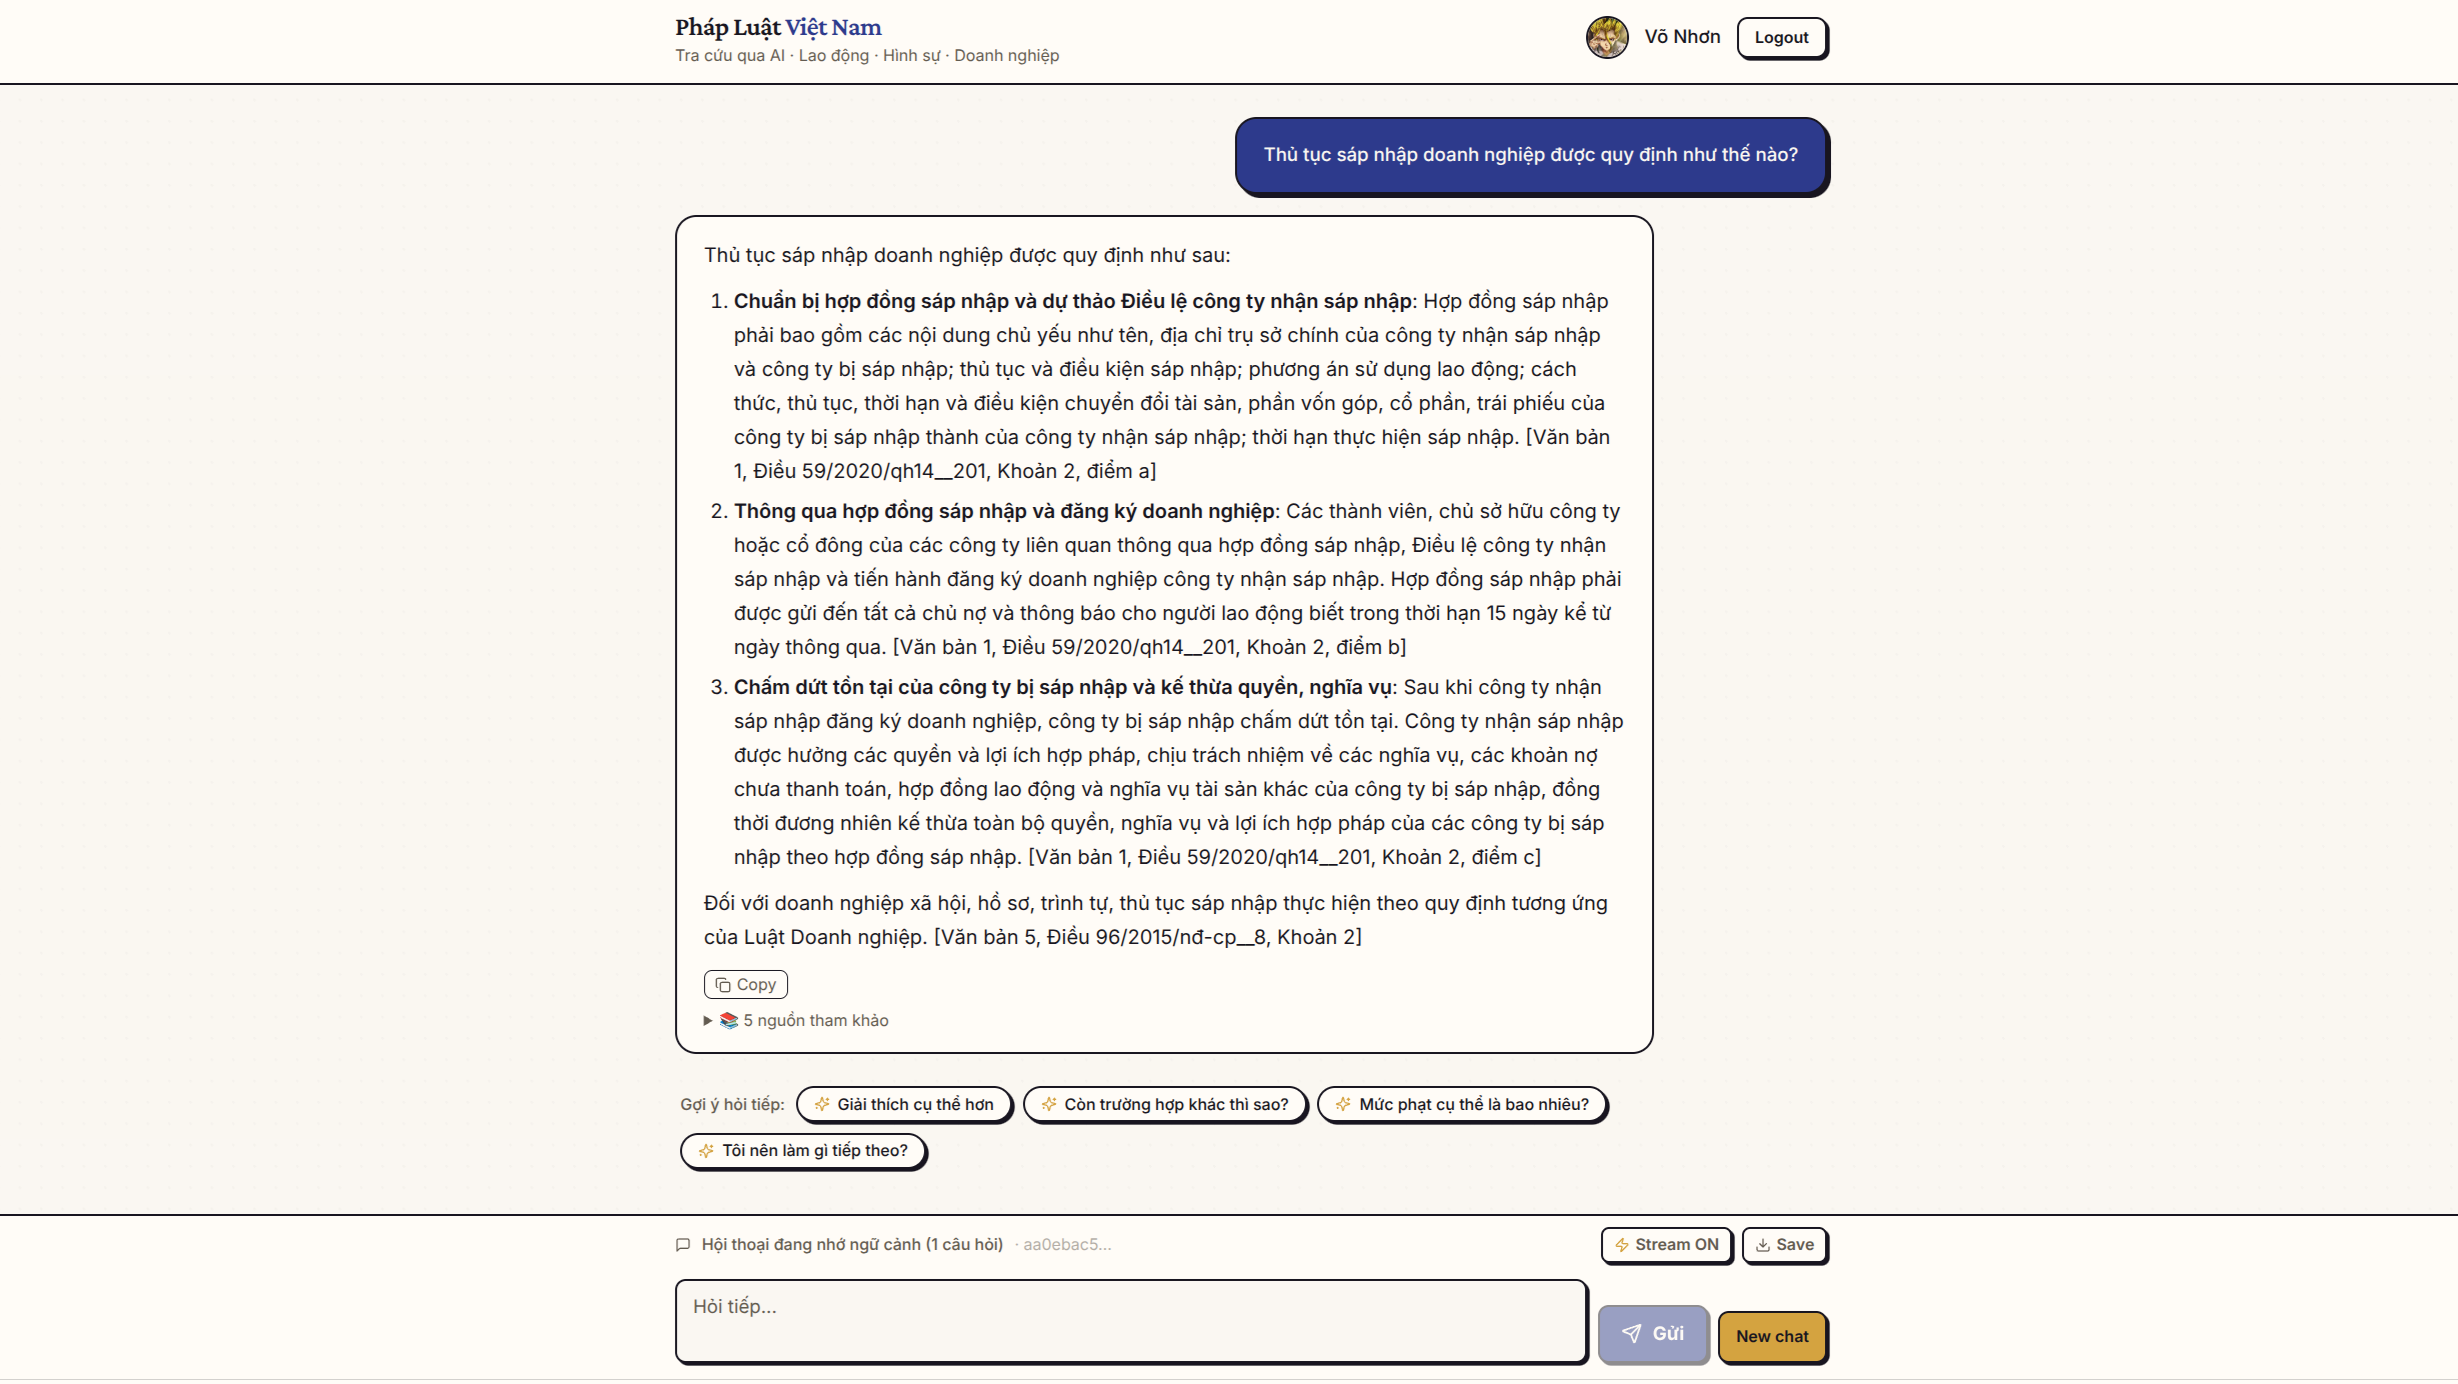 Pháp Luật Việt Nam
Tra cứu qua AI · Lao động · Hình sự · Doanh nghiệp
Võ Nhơn
Logout
Thủ tục sáp nhập doanh nghiệp được quy định như thế nào?
Thủ tục sáp nhập doanh nghiệp được quy định như sau:
1. Chuẩn bị hợp đồng sáp nhập và dự thảo Điều lệ công ty nhận sáp nhập: Hợp đồng sáp nhập
phải bao gồm các nội dung chủ yếu như tên, địa chỉ trụ sở chính của công ty nhận sáp nhập
và công ty bị sáp nhập; thủ tục và điều kiện sáp nhập; phương án sử dụng lao động; cách
thức, thủ tục, thời hạn và điều kiện chuyển đổi tài sản, phần vốn góp, cổ phần, trái phiếu của
công ty bị sáp nhập thành của công ty nhận sáp nhập; thời hạn thực hiện sáp nhập. [Văn bản
1, Điều 59/2020/qh14__201, Khoản 2, điểm a]
2. Thông qua hợp đồng sáp nhập và đăng ký doanh nghiệp: Các thành viên, chủ sở hữu công ty
hoặc cổ đông của các công ty liên quan thông qua hợp đồng sáp nhập, Điều lệ công ty nhận
sáp nhập và tiến hành đăng ký doanh nghiệp công ty nhận sáp nhập. Hợp đồng sáp nhập phải
được gửi đến tất cả chủ nợ và thông báo cho người lao động biết trong thời hạn 15 ngày kể từ
ngày thông qua. [Văn bản 1, Điều 59/2020/qh14__201, Khoản 2, điểm b]
3. Chấm dứt tồn tại của công ty bị sáp nhập và kế thừa quyền, nghĩa vụ: Sau khi công ty nhận
sáp nhập đăng ký doanh nghiệp, công ty bị sáp nhập chấm dứt tồn tại. Công ty nhận sáp nhập
được hưởng các quyền và lợi ích hợp pháp, chịu trách nhiệm về các nghĩa vụ, các khoản nợ
chưa thanh toán, hợp đồng lao động và nghĩa vụ tài sản khác của công ty bị sáp nhập, đồng
thời đương nhiên kế thừa toàn bộ quyền, nghĩa vụ và lợi ích hợp pháp của các công ty bị sáp
nhập theo hợp đồng sáp nhập. [Văn bản 1, Điều 59/2020/qh14__201, Khoản 2, điểm c]
Đối với doanh nghiệp xã hội, hồ sơ, trình tự, thủ tục sáp nhập thực hiện theo quy định tương ứng
của Luật Doanh nghiệp. [Văn bản 5, Điều 96/2015/nđ-cp__8, Khoản 2]
Copy
📚 5 nguồn tham khảo
Gợi ý hỏi tiếp:
Giải thích cụ thể hơn
Còn trường hợp khác thì sao?
Mức phạt cụ thể là bao nhiêu?
Tôi nên làm gì tiếp theo?
Hội thoại đang nhớ ngữ cảnh (1 câu hỏi) · aa0ebac5...
Stream ON
Save
Hỏi tiếp...
Gửi
New chat